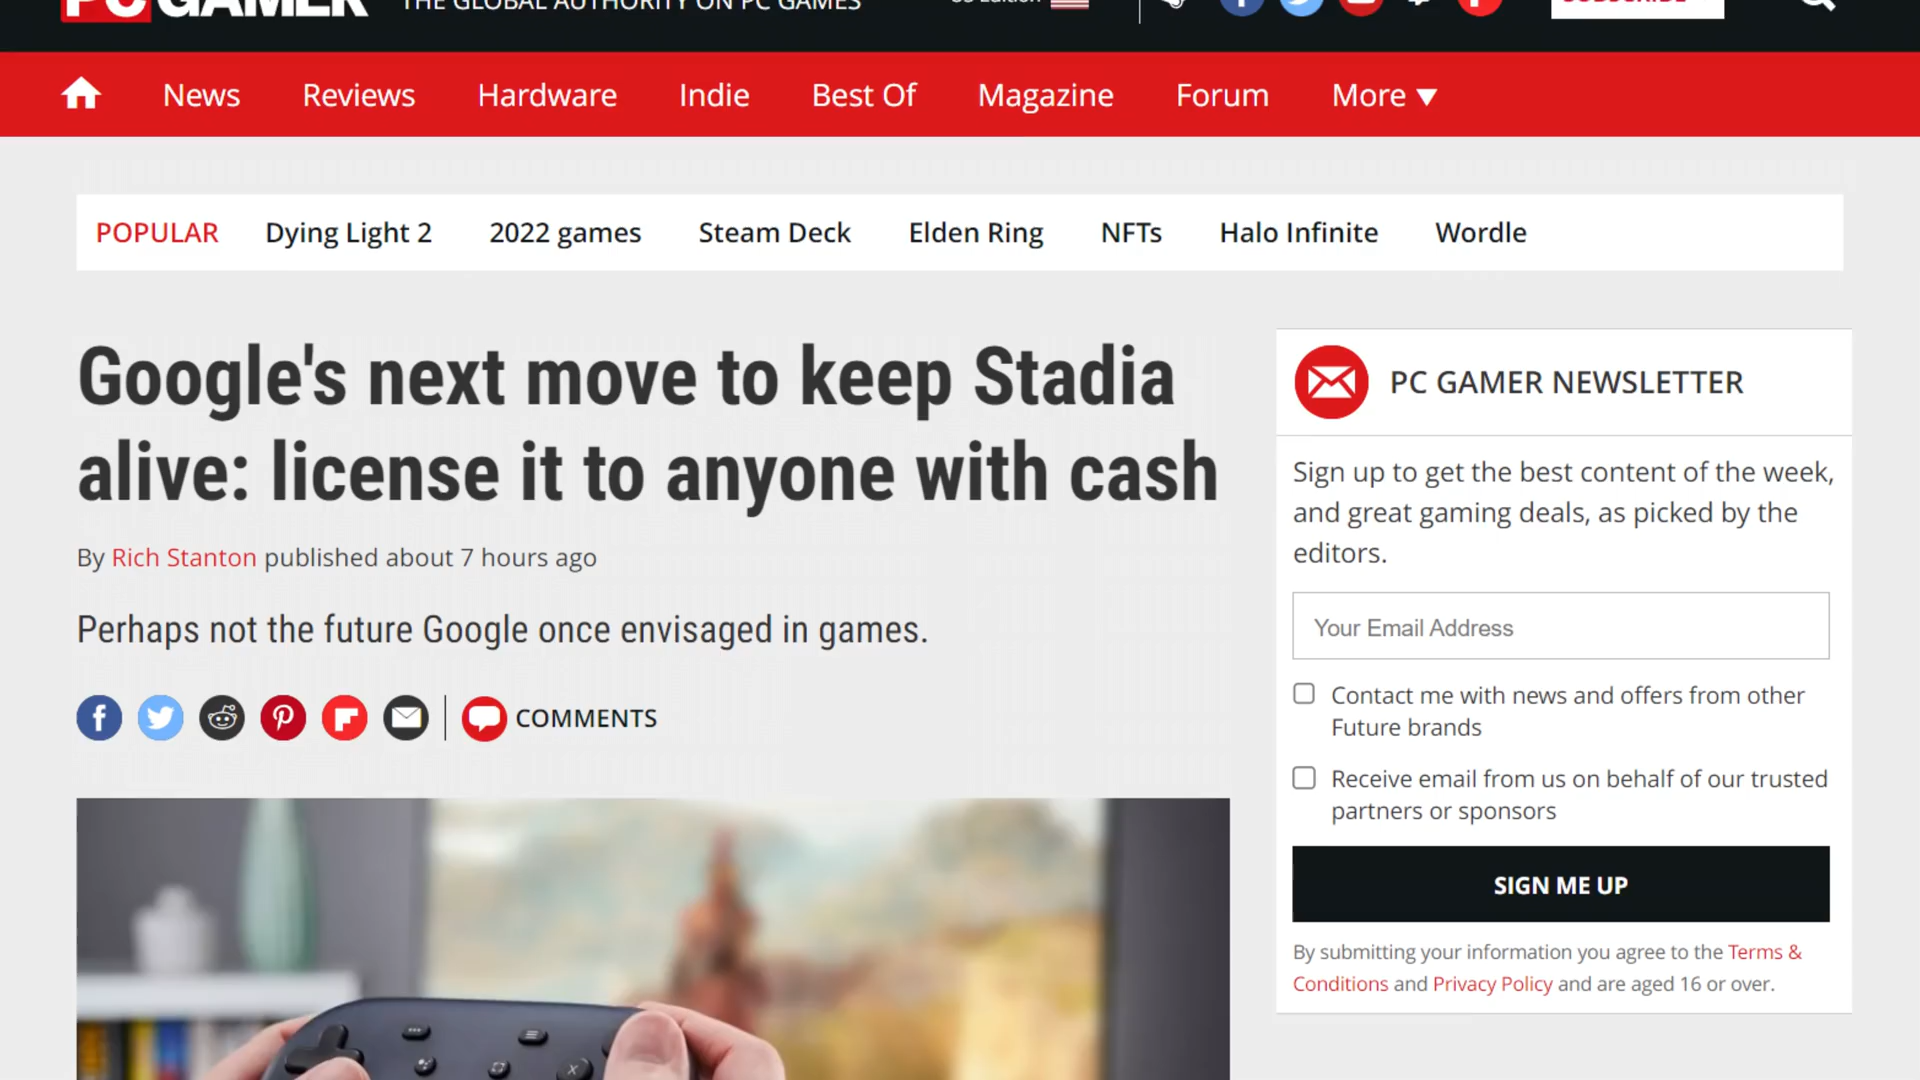 PC GAMER THE GLOBAL AUTHORITY ON PC GAMES US Edition SUBSCRIBE
News Reviews Hardware Indie Best Of Magazine Forum More ▼
POPULAR Dying Light 2 2022 games Steam Deck Elden Ring NFTs Halo Infinite Wordle
Google's next move to keep Stadia
alive: license it to anyone with cash
By Rich Stanton published about 7 hours ago
Perhaps not the future Google once envisaged in games.
COMMENTS
PC GAMER NEWSLETTER
Sign up to get the best content of the week,
and great gaming deals, as picked by the
editors.
Your Email Address
Contact me with news and offers from other
Future brands
Receive email from us on behalf of our trusted
partners or sponsors
SIGN ME UP
By submitting your information you agree to the Terms &
Conditions and Privacy Policy and are aged 16 or over.